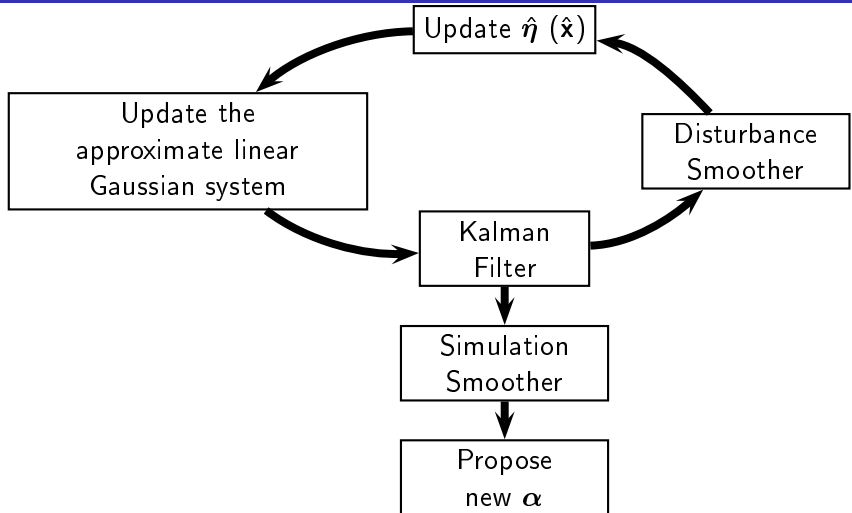 Update η̂ (x̂)
Update the
approximate linear
Gaussian system
Disturbance
Smoother
Kalman
Filter
Simulation
Smoother
Propose
new α